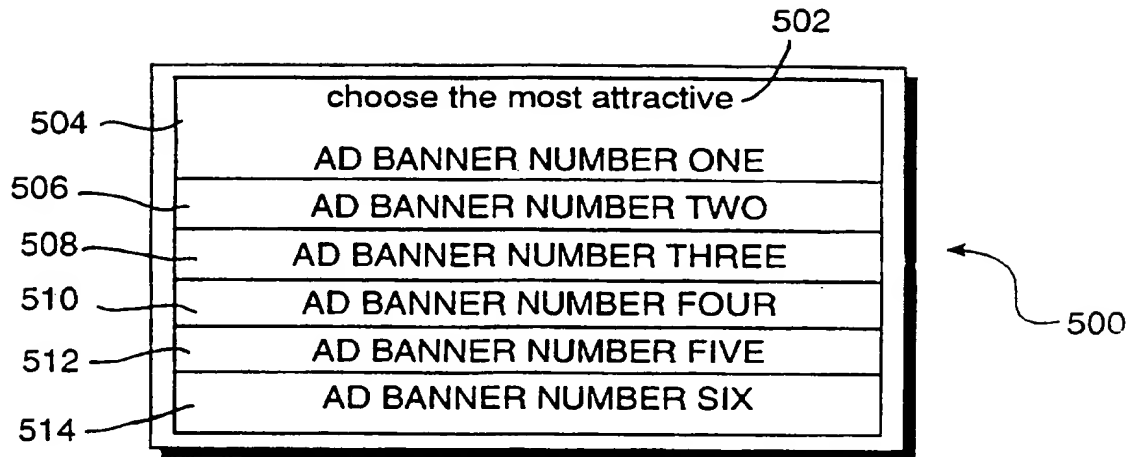 502
choose the most attractive
504
AD BANNER NUMBER ONE
506
AD BANNER NUMBER TWO
508
AD BANNER NUMBER THREE
510
AD BANNER NUMBER FOUR
500
512
AD BANNER NUMBER FIVE
514
AD BANNER NUMBER SIX